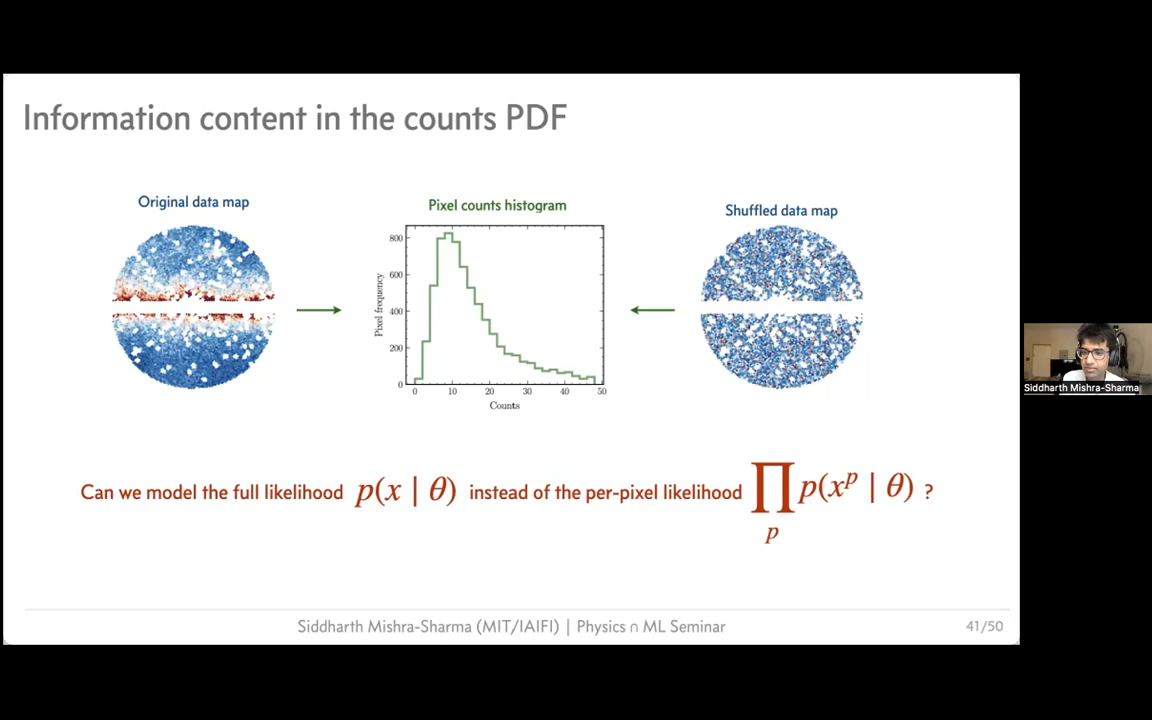 Information content in the counts PDF
Original data map
Pixel counts histogram
Shuffled data map
800
600
400
200
0
Pixel frequency
0 10 20 30 40 50
Counts
Can we model the full likelihood p(x | θ) instead of the per-pixel likelihood ∏ p(x^p | θ) ?
p
Siddharth Mishra-Sharma (MIT/IAIFI) | Physics ∩ ML Seminar
41/50
Siddharth Mishra-Sharma